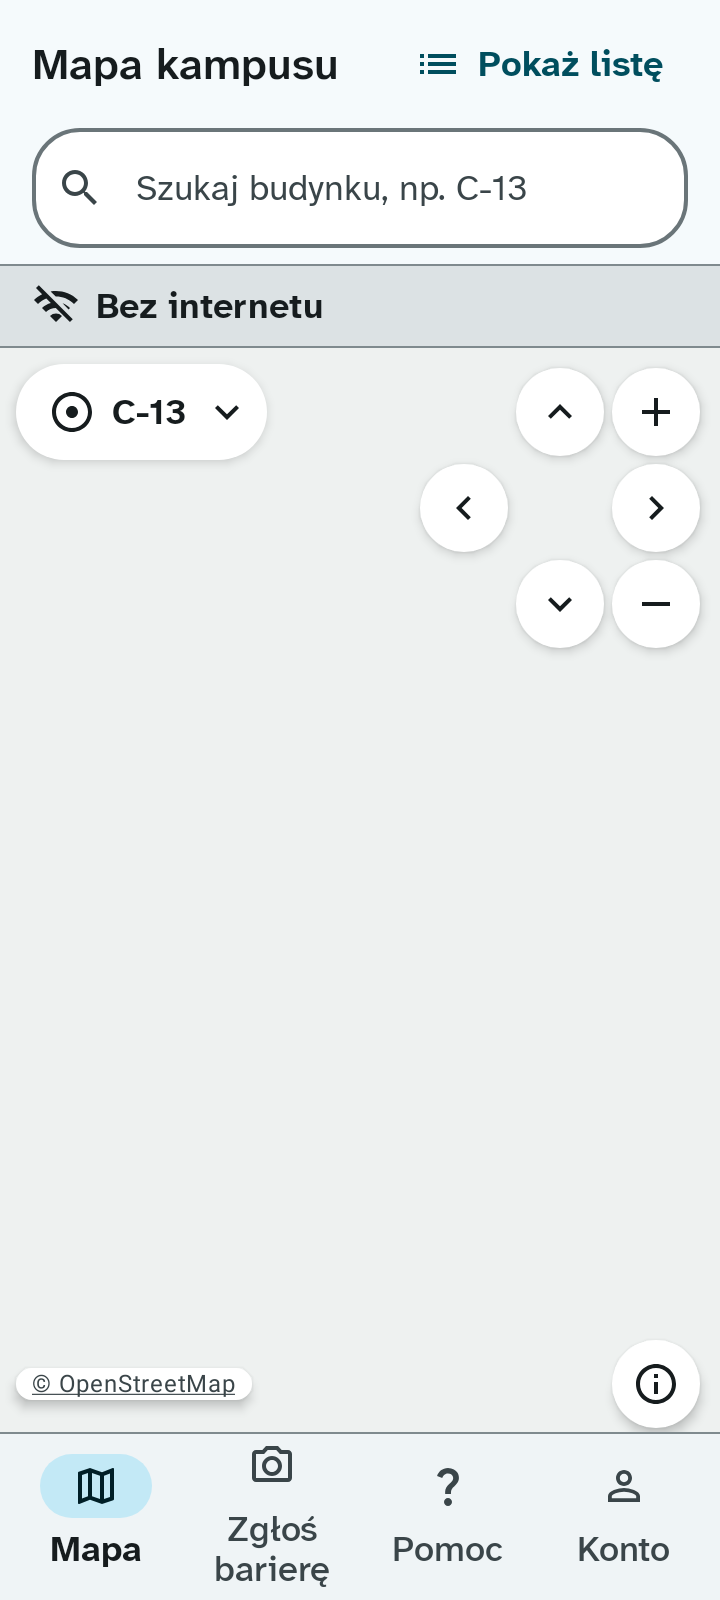 Mapa kampusu
Pokaż listę
Szukaj budynku, np. C-13
Bez internetu
C-13
© OpenStreetMap
Mapa
Zgłoś
barierę
Pomoc
Konto